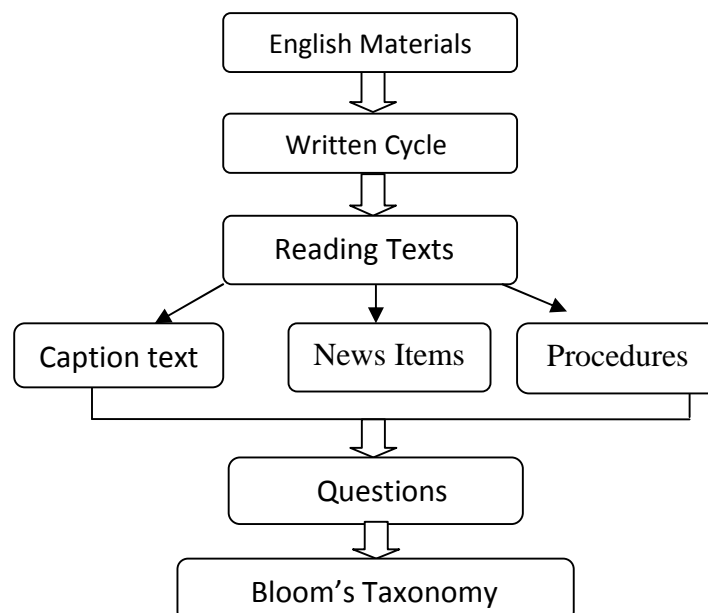 English Materials
Written Cycle
Reading Texts
Caption text
News Items
Procedures
Questions
Bloom’s Taxonomy